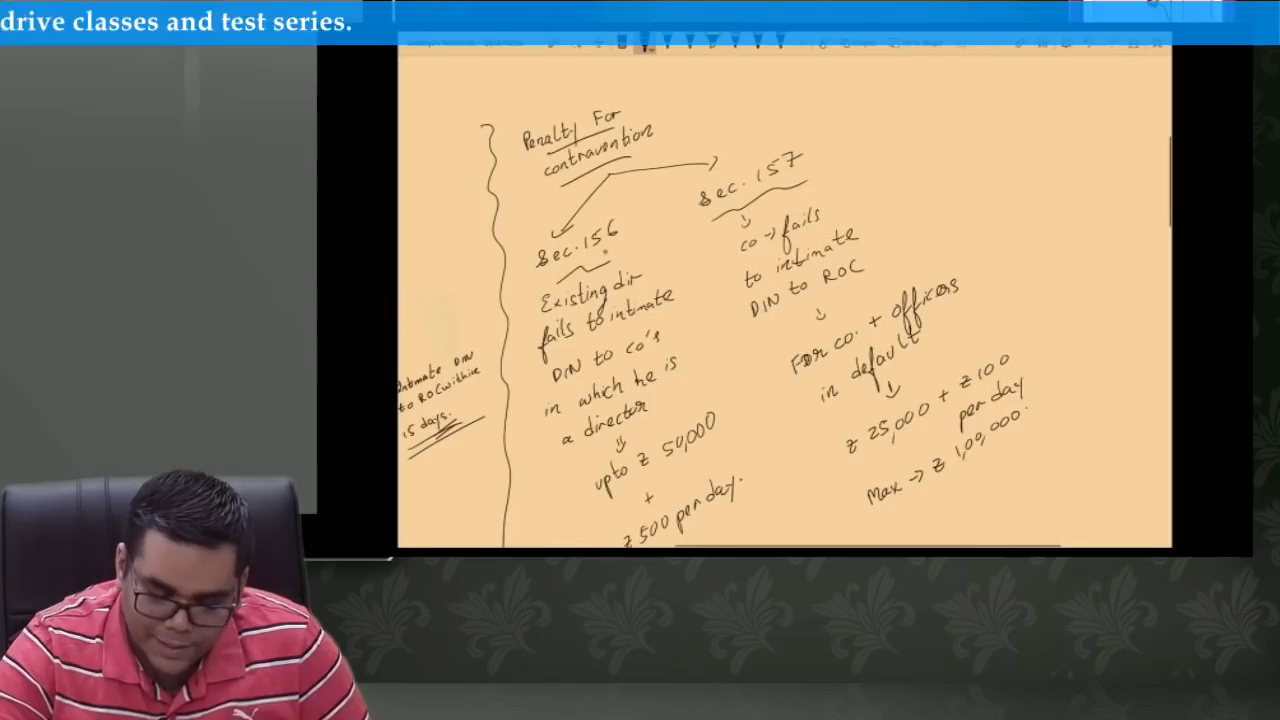 drive classes and test series.
Penalty For
contravention
Sec. 156
Existing dir
fails to intimate
DIN to co's
in which he is
a director
upto ₹ 50,000
+
₹ 500 per day.
Sec. 157
co → fails
to intimate
DIN to ROC
For co. + officers
in default
₹ 25,000 + ₹ 100
per day
Max → ₹ 1,00,000.
Intimate DIN
to ROC within
15 days.